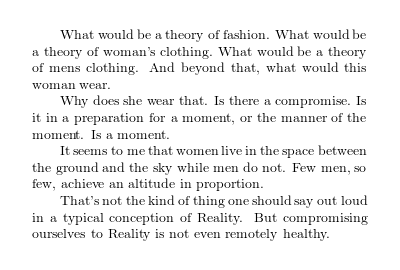 What would be a theory of fashion. What would be
a theory of woman's clothing. What would be a theory
of mens clothing. And beyond that, what would this
woman wear.
Why does she wear that. Is there a compromise. Is
it in a preparation for a moment, or the manner of the
moment. Is a moment.
It seems to me that women live in the space between
the ground and the sky while men do not. Few men, so
few, achieve an altitude in proportion.
That's not the kind of thing one should say out loud
in a typical conception of Reality. But compromising
ourselves to Reality is not even remotely healthy.